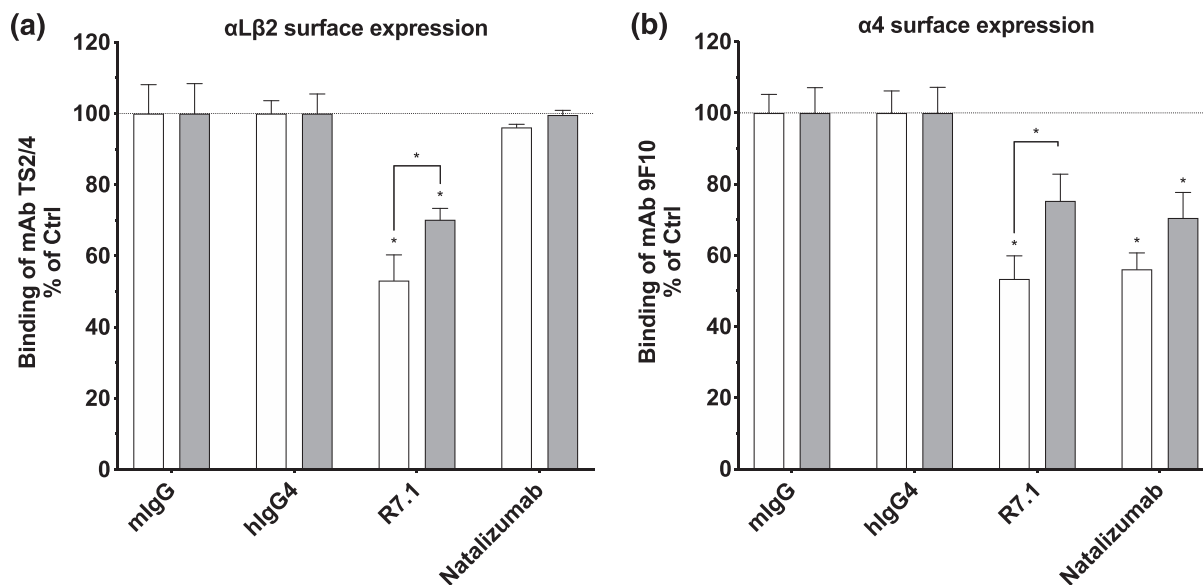 (a)
αLβ2 surface expression
Binding of mAb TS2/4
% of Ctrl
120
100
80
60
40
20
0
*
*
*
mIgG
hIgG4
R7.1
Natalizumab
(b)
α4 surface expression
Binding of mAb 9F10
% of Ctrl
120
100
80
60
40
20
0
*
*
*
*
mIgG
hIgG4
R7.1
Natalizumab